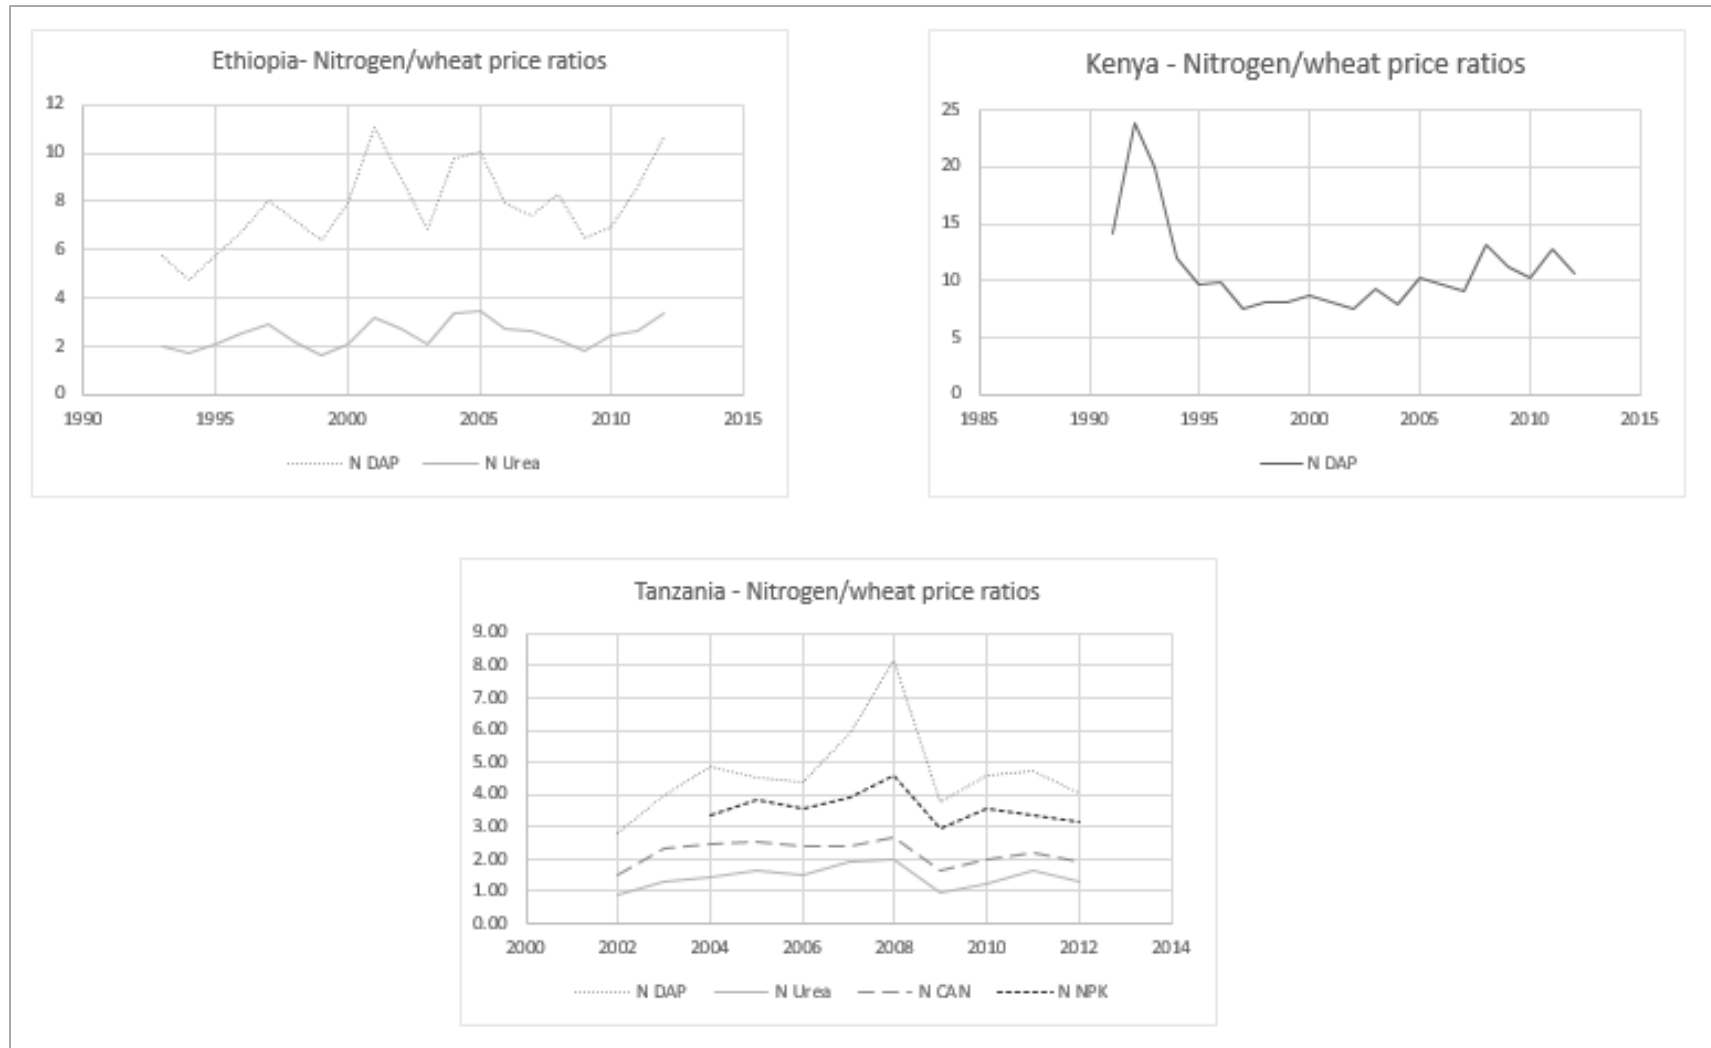 Ethiopia- Nitrogen/wheat price ratios
12
10
8
6
4
2
0
1990 1995 2000 2005 2010 2015
N DAP N Urea
Kenya - Nitrogen/wheat price ratios
25
20
15
10
5
0
1985 1990 1995 2000 2005 2010 2015
N DAP
Tanzania - Nitrogen/wheat price ratios
9.00
8.00
7.00
6.00
5.00
4.00
3.00
2.00
1.00
0.00
2000 2002 2004 2006 2008 2010 2012 2014
N DAP N Urea N CAN N NPK